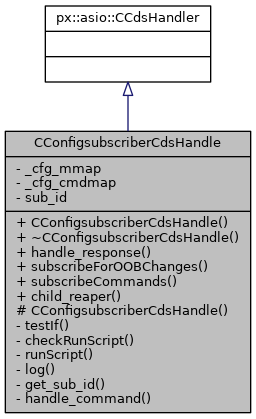 px::asio::CCdsHandler
CConfigsubscriberCdsHandle
- _cfg_mmap
- _cfg_cmdmap
- sub_id
+ CConfigsubscriberCdsHandle()
+ ~CConfigsubscriberCdsHandle()
+ handle_response()
+ subscribeForOOBChanges()
+ subscribeCommands()
+ child_reaper()
# CConfigsubscriberCdsHandle()
- testIf()
- checkRunScript()
- runScript()
- log()
- get_sub_id()
- handle_command()